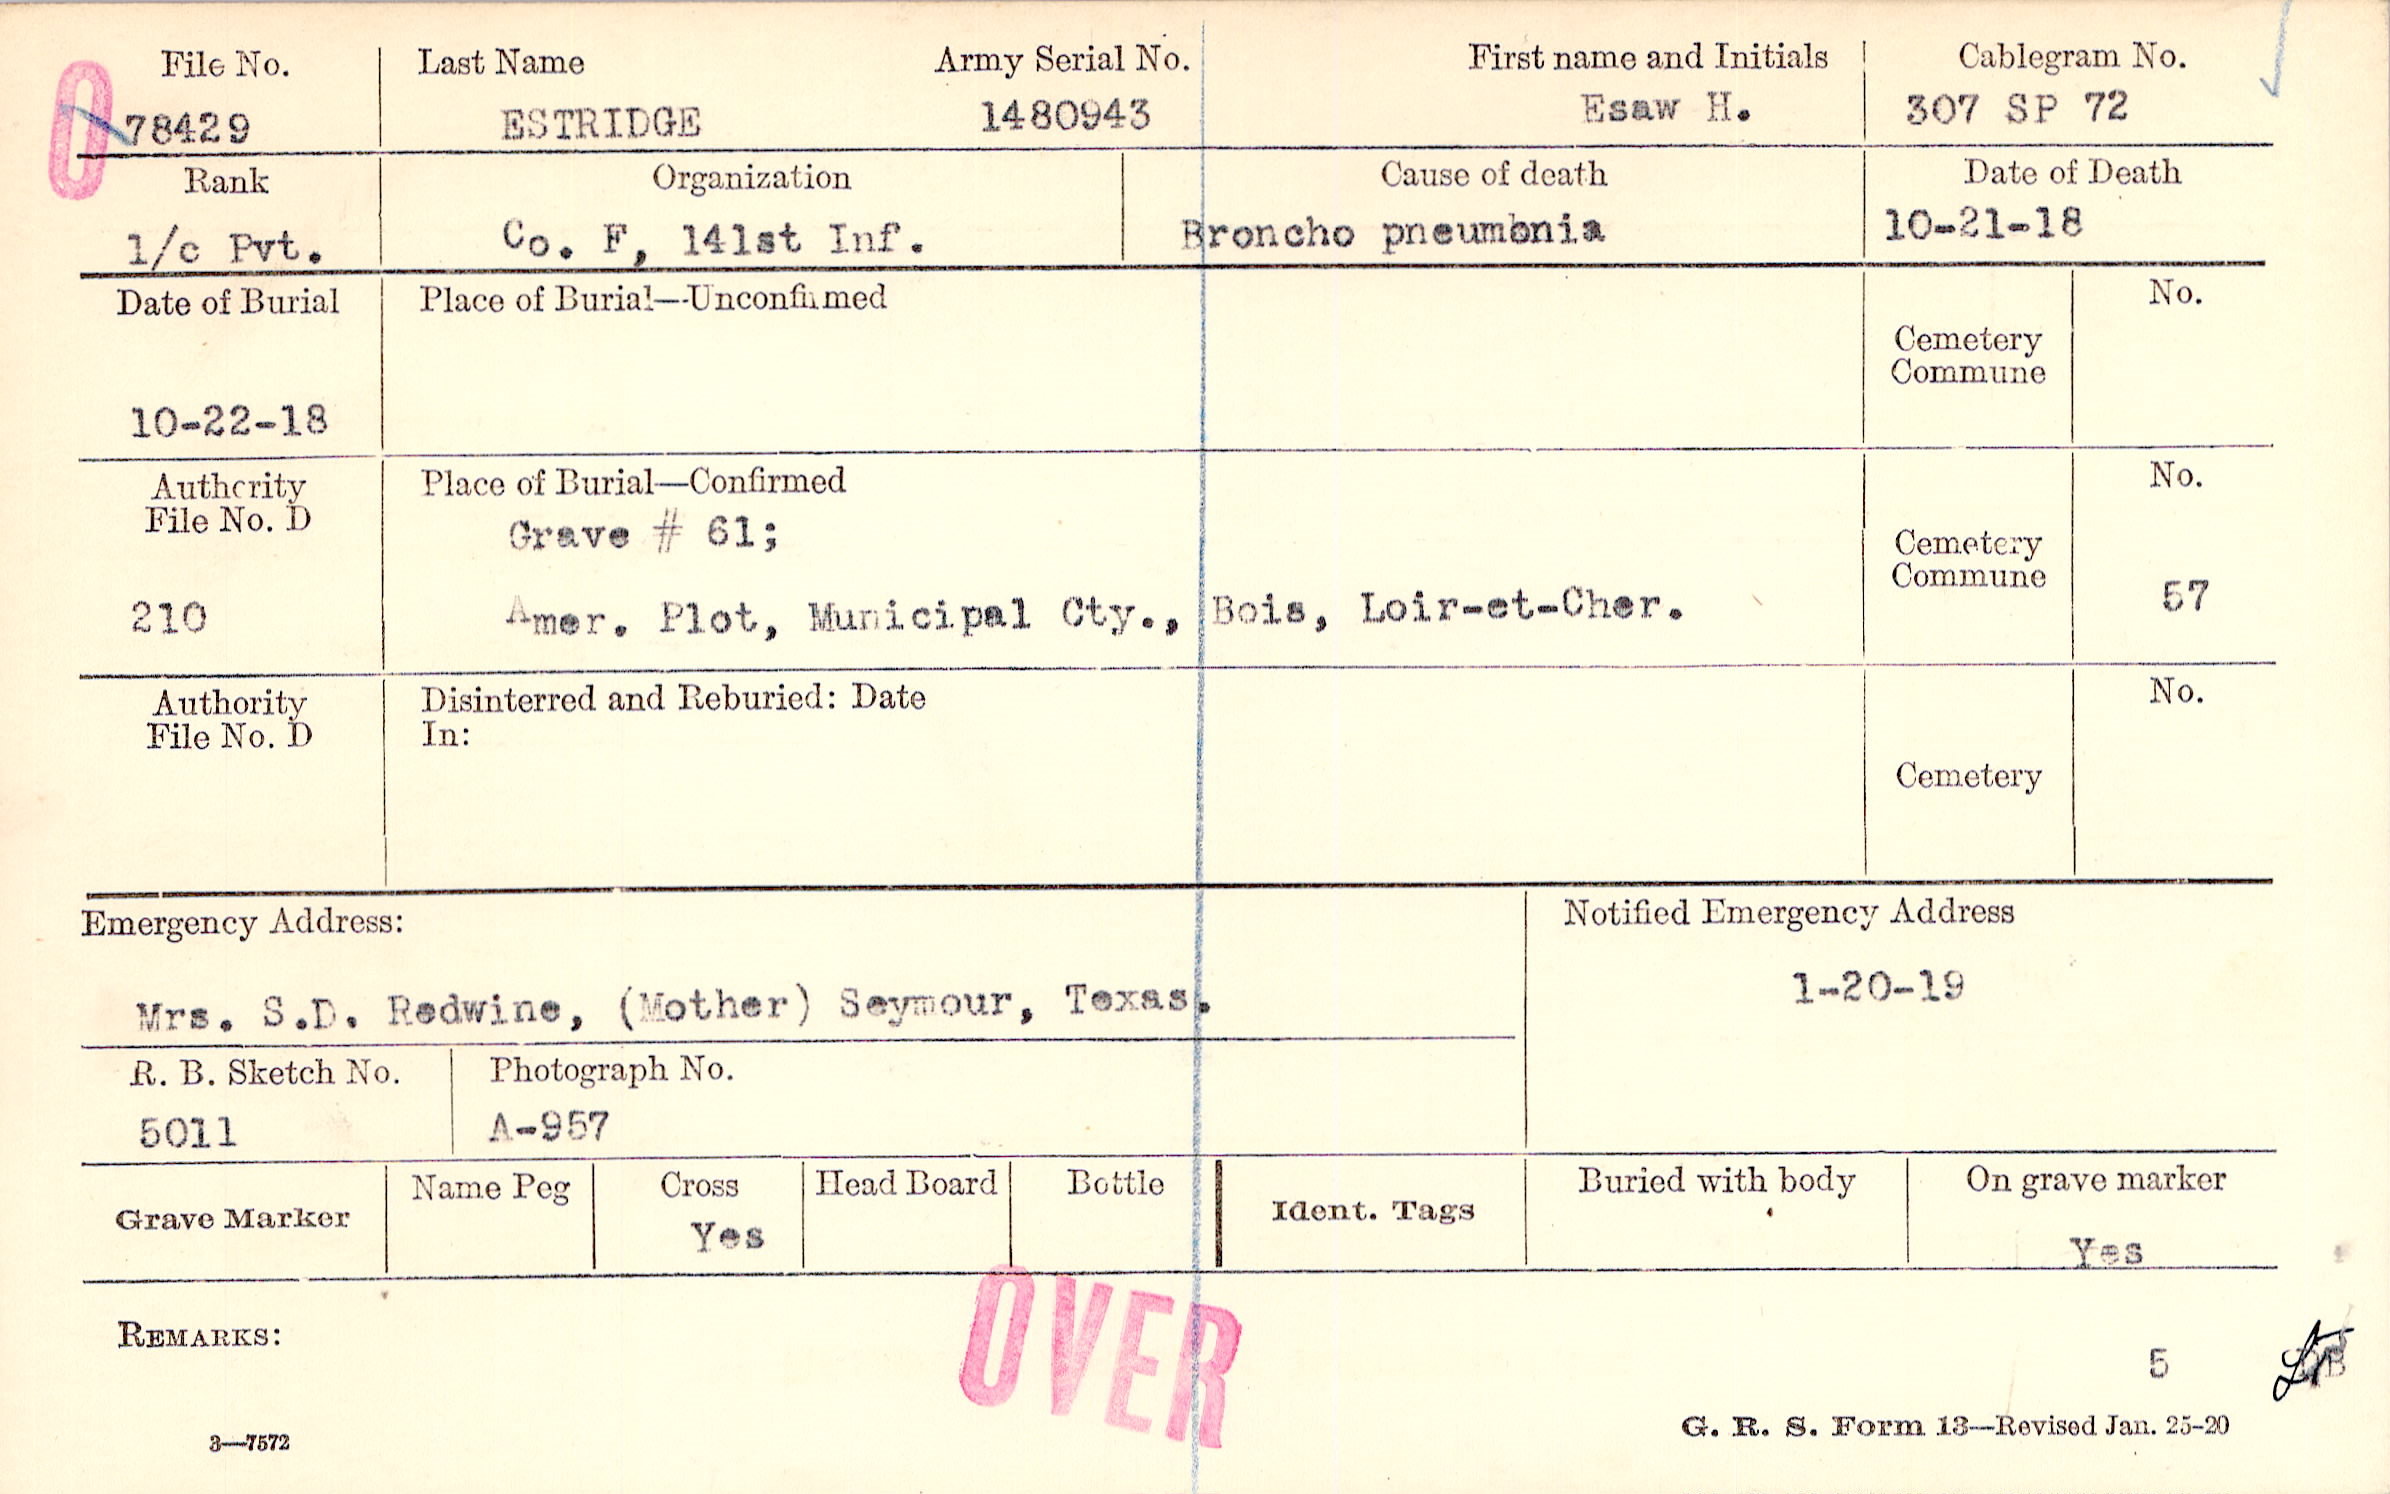 File No. Last Name Army Serial No. First name and Initials Cablegram No.
0 78429 ESTRIDGE 1480943 Esaw H. 307 SP 72
Rank Organization Cause of death Date of Death
1/c Pvt. Co. F, 141st Inf. Broncho pneumonia 10-21-18
Date of Burial Place of Burial—Unconfirmed No.
Cemetery
Commune
10-22-18
Authority Place of Burial—Confirmed No.
File No. D Grave # 61;
Cemetery
Commune
210 Amer. Plot, Municipal Cty., Bois, Loir-et-Cher. 57
Authority Disinterred and Reburied: Date No.
File No. D In:
Cemetery
Emergency Address: Notified Emergency Address
Mrs. S.D. Redwine, (Mother) Seymour, Texas. 1-20-19
R. B. Sketch No. Photograph No.
5011 A-957
Grave Marker Name Peg Cross Head Board Bottle Ident. Tags Buried with body On grave marker
Yes Yes
OVER
REMARKS:
5
3—7572 G. R. S. Form 13—Revised Jan. 25-20